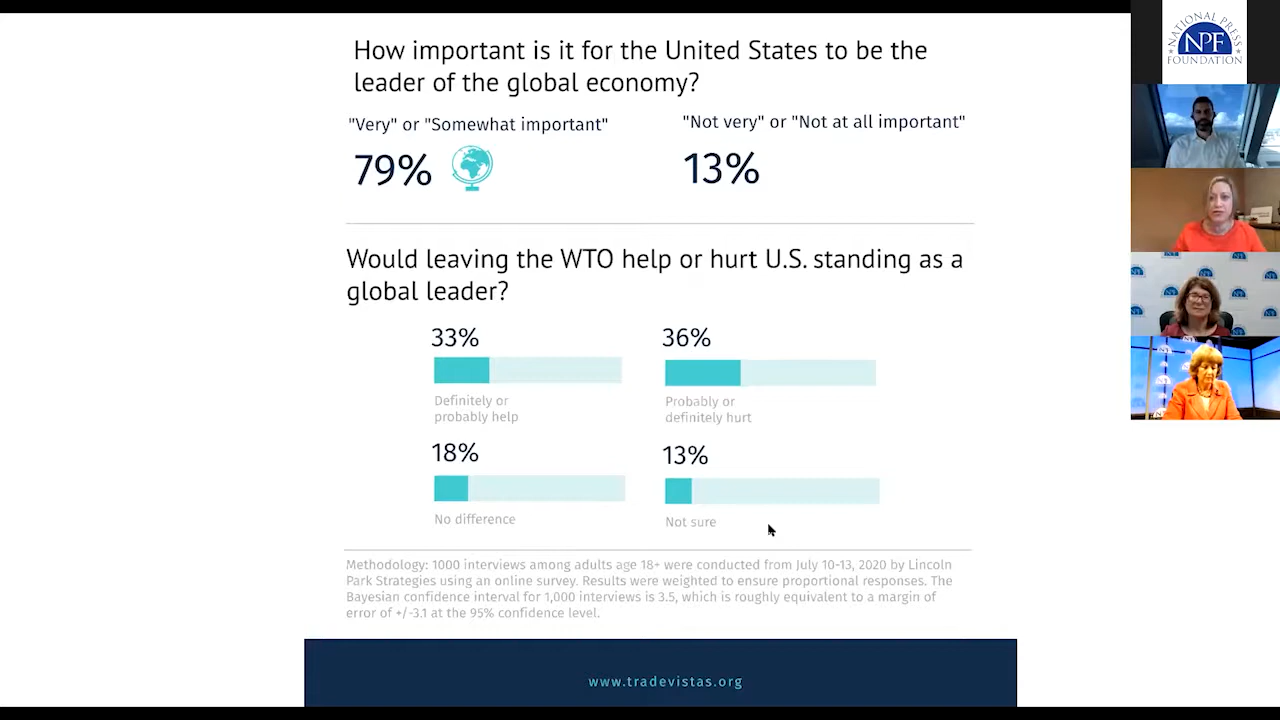 How important is it for the United States to be the
leader of the global economy?
"Very" or "Somewhat important"
"Not very" or "Not at all important"
79%
13%
Would leaving the WTO help or hurt U.S. standing as a
global leader?
33%
36%
Definitely or
probably help
Probably or
definitely hurt
18%
13%
No difference
Not sure
Methodology: 1000 interviews among adults age 18+ were conducted from July 10-13, 2020 by Lincoln
Park Strategies using an online survey. Results were weighted to ensure proportional responses. The
Bayesian confidence interval for 1,000 interviews is 3.5, which is roughly equivalent to a margin of
error of +/-3.1 at the 95% confidence level.
www.tradevistas.org
NATIONAL PRESS
NPF
FOUNDATION
NPF
NPF